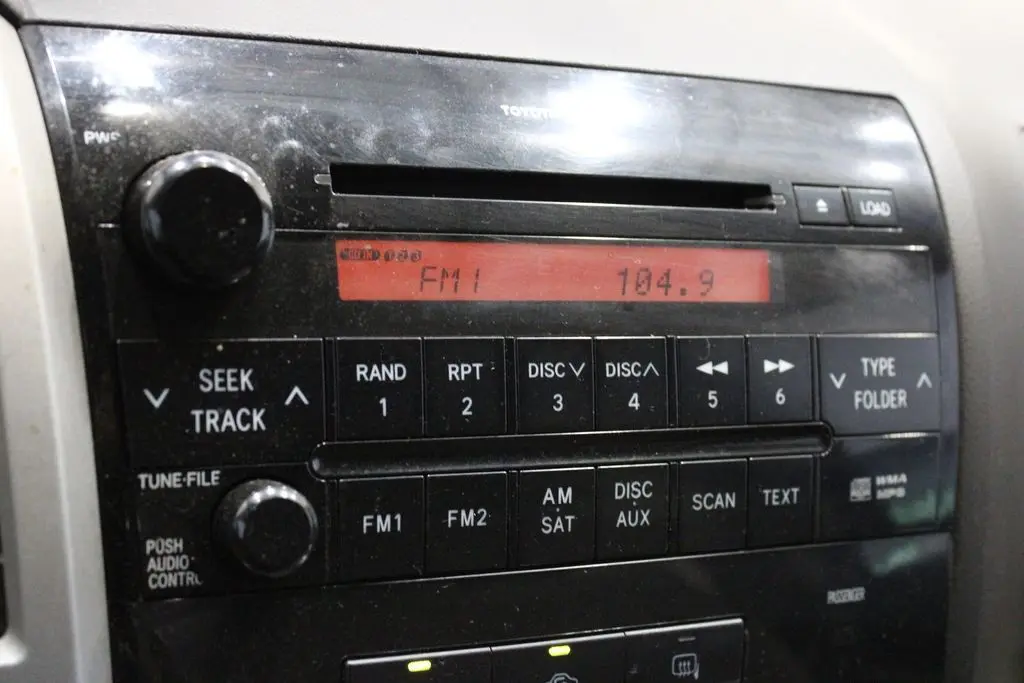 TOYOTA
PWR
LOAD
FM1 104.9
SEEK
TRACK
RAND
1
RPT
2
DISC ∨
3
DISC ∧
4
5
6
TYPE
FOLDER
TUNE·FILE
PUSH
AUDIO
CONTRO
FM1
FM2
AM
SAT
DISC
AUX
SCAN
TEXT
WMA
MP3
PASSENGER